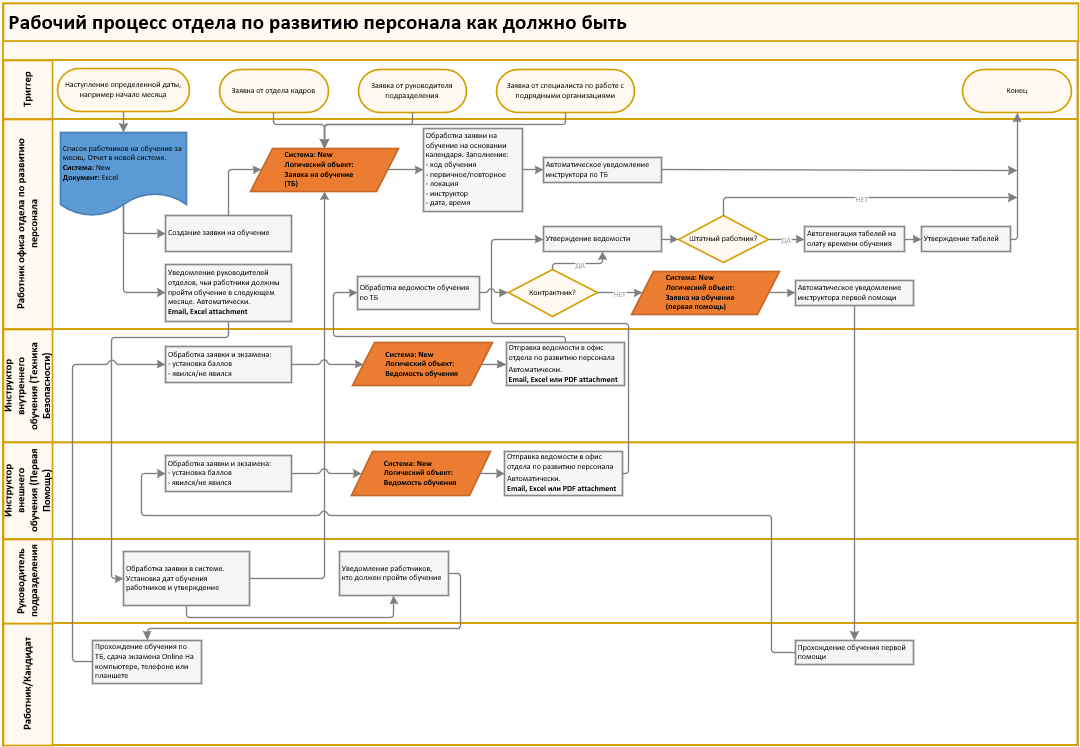 Рабочий процесс отдела по развитию персонала как должно быть
Триггер
Наступление определенной даты,
например начало месяца
Заявка от отдела кадров
Заявка от руководителя
подразделения
Заявка от специалиста по работе с
подрядными организациями
Конец
Работник офиса отдела по развитию
персонала
Список работников на обучение за
месяц. Отчет в новой системе.
Система: New
Документ: Excel
Система: New
Логический объект:
Заявка на обучение
(ТБ)
Обработка заявки на
обучение на основании
календаря. Заполнение:
- код обучения
- первичное/повторное
- локация
- инструктор
- дата, время
Автоматическое уведомление
инструктора по ТБ
НЕТ
Создание заявки на обучение
Утверждение ведомости
Штатный работник?
ДА
Автогенегация табелей на
олату времени обучения
Утверждение табелей
Уведомление руководителей
отделов, чьи работники должны
пройти обучение в следующем
месяце. Автоматически.
Email, Excel attachment
Обработка ведомости обучения
по ТБ
ДА
Контрактник?
НЕТ
Система: New
Логический объект:
Заявка на обучение
(первая помощь)
Автоматическое уведомление
инструктора первой помощи
Инструктор
внутреннего
обучения (Техника
Безопасности)
Обработка заявки и экзамена:
- установка баллов
- явился/не явился
Система: New
Логический объект:
Ведомость обучения
Отправка ведомости в офис
отдела по развитию персонала
Автоматически.
Email, Excel или PDF attachment
Инструктор
внешнего
обучения (Первая
Помощь)
Обработка заявки и экзамена:
- установка баллов
- явился/не явился
Система: New
Логический объект:
Ведомость обучения
Отправка ведомости в офис
отдела по развитию персонала
Автоматически.
Email, Excel или PDF attachment
Руководитель
подразделения
Обработка заявки в системе.
Установка дат обучения
работников и утверждение
Уведомление работников,
кто должен пройти обучение
Работник/Кандидат
Прохождение обучения по
ТБ, сдача экзамена Online На
компьютере, телефоне или
планшете
Прохождение обучения первой
помощи